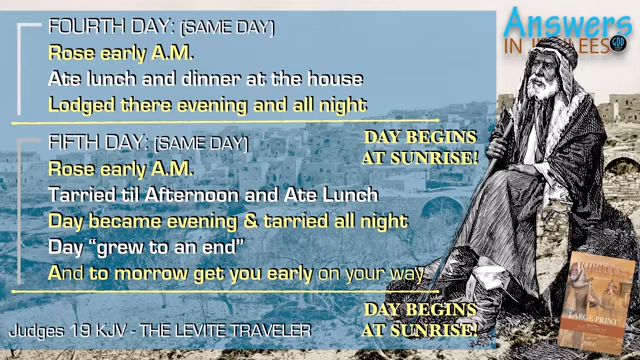 FOURTH DAY: (SAME DAY)
Rose early A.M.
Ate lunch and dinner at the house
Lodged there evening and all night
DAY BEGINS
AT SUNRISE!
FIFTH DAY: (SAME DAY)
Rose early A.M.
Tarried til Afternoon and Ate Lunch
Day became evening & tarried all night
Day “grew to an end”
And to morrow get you early on your way
DAY BEGINS
AT SUNRISE!
Judges 19 KJV - THE LEVITE TRAVELER
Answers
IN JUBILEES
GOD
JUBILEES
LARGE PRINT